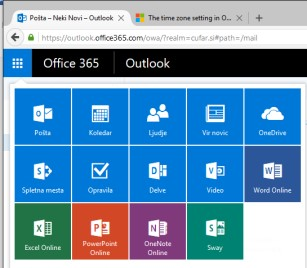 Pošta – Neki Novi – Outlook
The time zone setting in O...
https://outlook.office365.com/owa/?realm=cufar.si#path=/mail
Office 365 Outlook
Pošta Koledar Ljudje Vir novic OneDrive
Spletna mesta Opravila Delve Video Word Online
Excel Online PowerPoint Online OneNote Online Sway